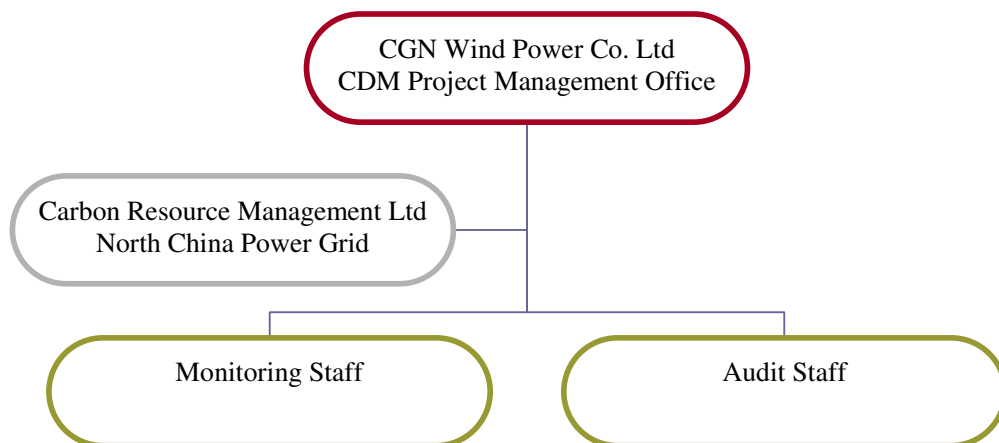 CGN Wind Power Co. Ltd
CDM Project Management Office
Carbon Resource Management Ltd
North China Power Grid
Monitoring Staff
Audit Staff